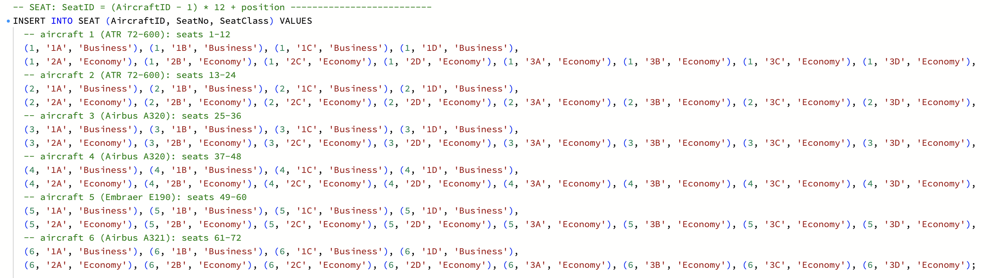 -- SEAT: SeatID = (AircraftID - 1) * 12 + position --------------------------
INSERT INTO SEAT (AircraftID, SeatNo, SeatClass) VALUES
-- aircraft 1 (ATR 72-600): seats 1-12
(1, '1A', 'Business'), (1, '1B', 'Business'), (1, '1C', 'Business'), (1, '1D', 'Business'),
(1, '2A', 'Economy'), (1, '2B', 'Economy'), (1, '2C', 'Economy'), (1, '2D', 'Economy'), (1, '3A', 'Economy'), (1, '3B', 'Economy'), (1, '3C', 'Economy'), (1, '3D', 'Economy'),
-- aircraft 2 (ATR 72-600): seats 13-24
(2, '1A', 'Business'), (2, '1B', 'Business'), (2, '1C', 'Business'), (2, '1D', 'Business'),
(2, '2A', 'Economy'), (2, '2B', 'Economy'), (2, '2C', 'Economy'), (2, '2D', 'Economy'), (2, '3A', 'Economy'), (2, '3B', 'Economy'), (2, '3C', 'Economy'), (2, '3D', 'Economy'),
-- aircraft 3 (Airbus A320): seats 25-36
(3, '1A', 'Business'), (3, '1B', 'Business'), (3, '1C', 'Business'), (3, '1D', 'Business'),
(3, '2A', 'Economy'), (3, '2B', 'Economy'), (3, '2C', 'Economy'), (3, '2D', 'Economy'), (3, '3A', 'Economy'), (3, '3B', 'Economy'), (3, '3C', 'Economy'), (3, '3D', 'Economy'),
-- aircraft 4 (Airbus A320): seats 37-48
(4, '1A', 'Business'), (4, '1B', 'Business'), (4, '1C', 'Business'), (4, '1D', 'Business'),
(4, '2A', 'Economy'), (4, '2B', 'Economy'), (4, '2C', 'Economy'), (4, '2D', 'Economy'), (4, '3A', 'Economy'), (4, '3B', 'Economy'), (4, '3C', 'Economy'), (4, '3D', 'Economy'),
-- aircraft 5 (Embraer E190): seats 49-60
(5, '1A', 'Business'), (5, '1B', 'Business'), (5, '1C', 'Business'), (5, '1D', 'Business'),
(5, '2A', 'Economy'), (5, '2B', 'Economy'), (5, '2C', 'Economy'), (5, '2D', 'Economy'), (5, '3A', 'Economy'), (5, '3B', 'Economy'), (5, '3C', 'Economy'), (5, '3D', 'Economy'),
-- aircraft 6 (Airbus A321): seats 61-72
(6, '1A', 'Business'), (6, '1B', 'Business'), (6, '1C', 'Business'), (6, '1D', 'Business'),
(6, '2A', 'Economy'), (6, '2B', 'Economy'), (6, '2C', 'Economy'), (6, '2D', 'Economy'), (6, '3A', 'Economy'), (6, '3B', 'Economy'), (6, '3C', 'Economy'), (6, '3D', 'Economy');